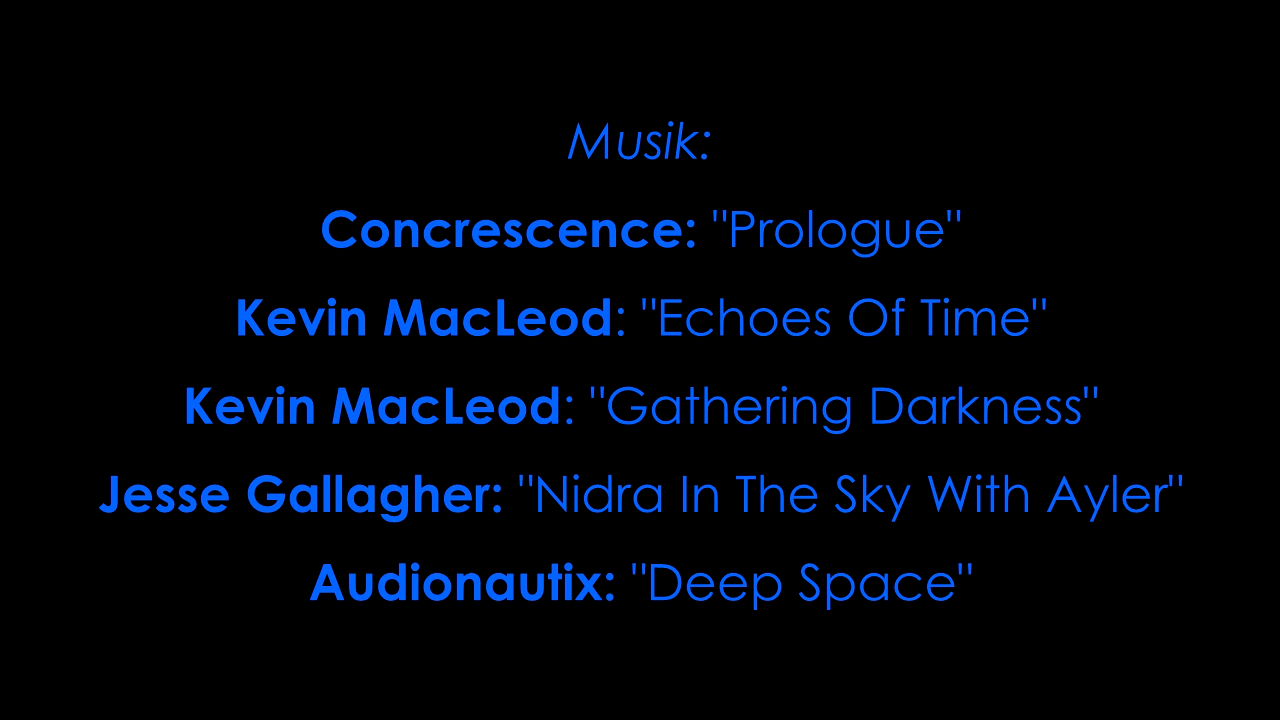 Musik:
Concrescence: "Prologue"
Kevin MacLeod: "Echoes Of Time"
Kevin MacLeod: "Gathering Darkness"
Jesse Gallagher: "Nidra In The Sky With Ayler"
Audionautix: "Deep Space"